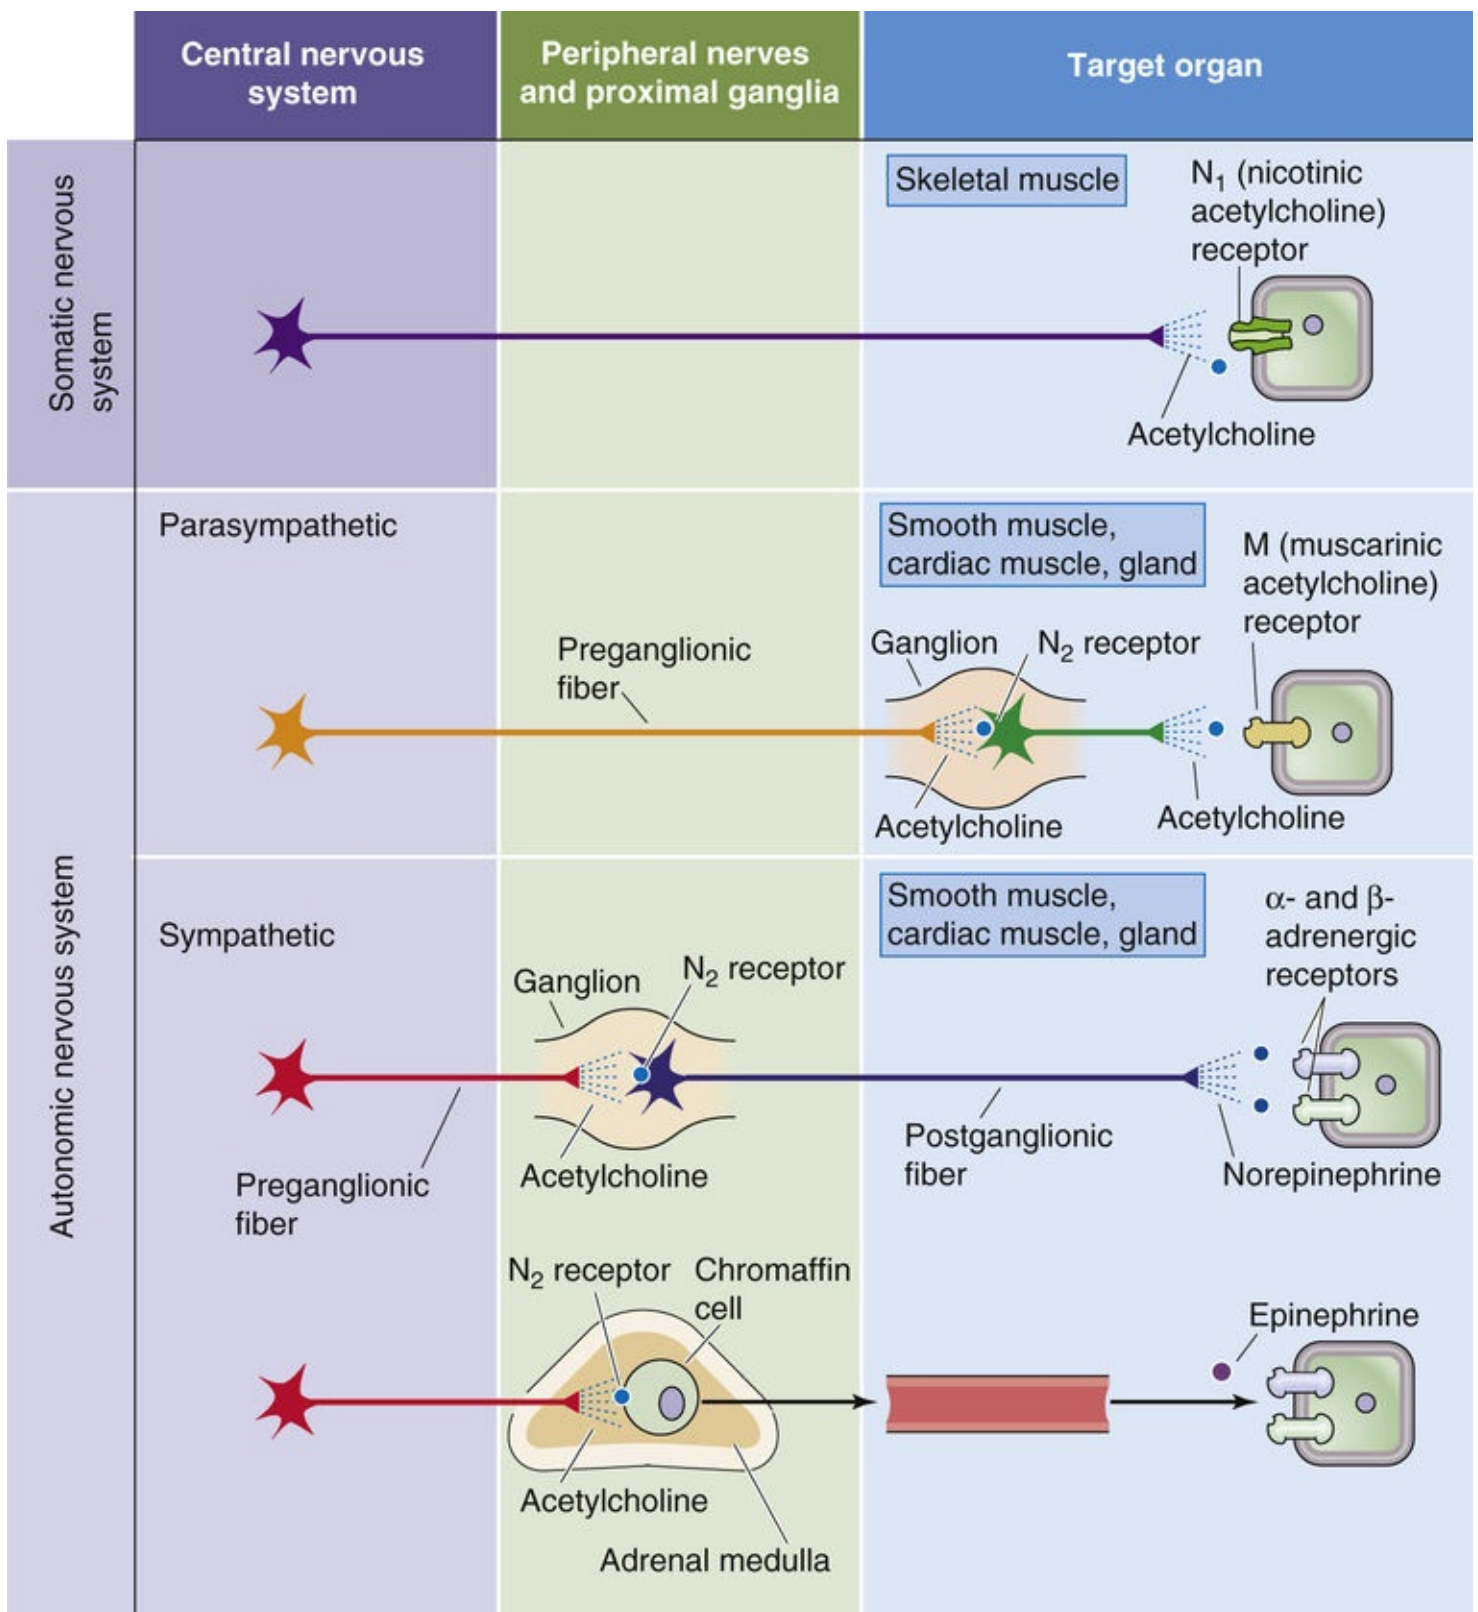 Central nervous
system
Peripheral nerves
and proximal ganglia
Target organ
Somatic nervous
system
Skeletal muscle
N₁ (nicotinic
acetylcholine)
receptor
Acetylcholine
Autonomic nervous system
Parasympathetic
Preganglionic
fiber
Smooth muscle,
cardiac muscle, gland
Ganglion
N₂ receptor
M (muscarinic
acetylcholine)
receptor
Acetylcholine
Acetylcholine
Sympathetic
Preganglionic
fiber
Ganglion
N₂ receptor
Acetylcholine
Smooth muscle,
cardiac muscle, gland
α- and β-
adrenergic
receptors
Postganglionic
fiber
Norepinephrine
N₂ receptor
Chromaffin
cell
Acetylcholine
Adrenal medulla
Epinephrine